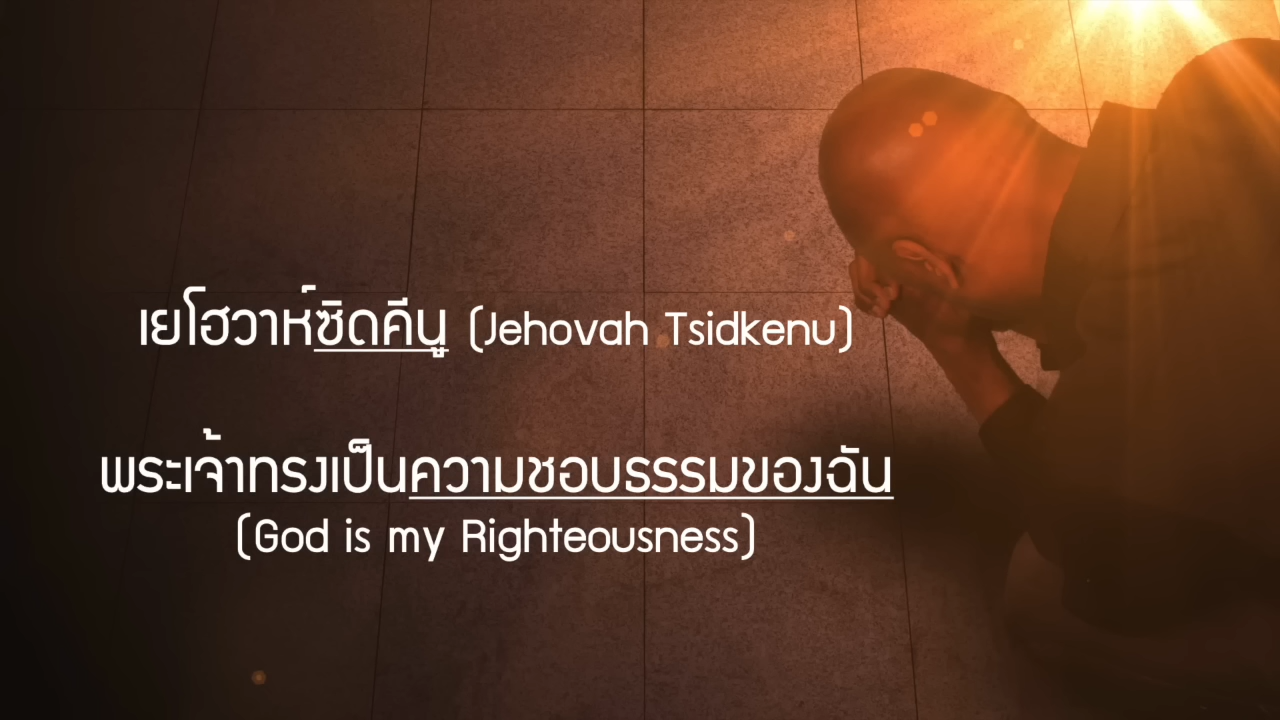 เยโฮวาห์ซิดคีนู (Jehovah Tsidkenu)
พระเจ้าทรงเป็นความชอบธรรมของฉัน
(God is my Righteousness)